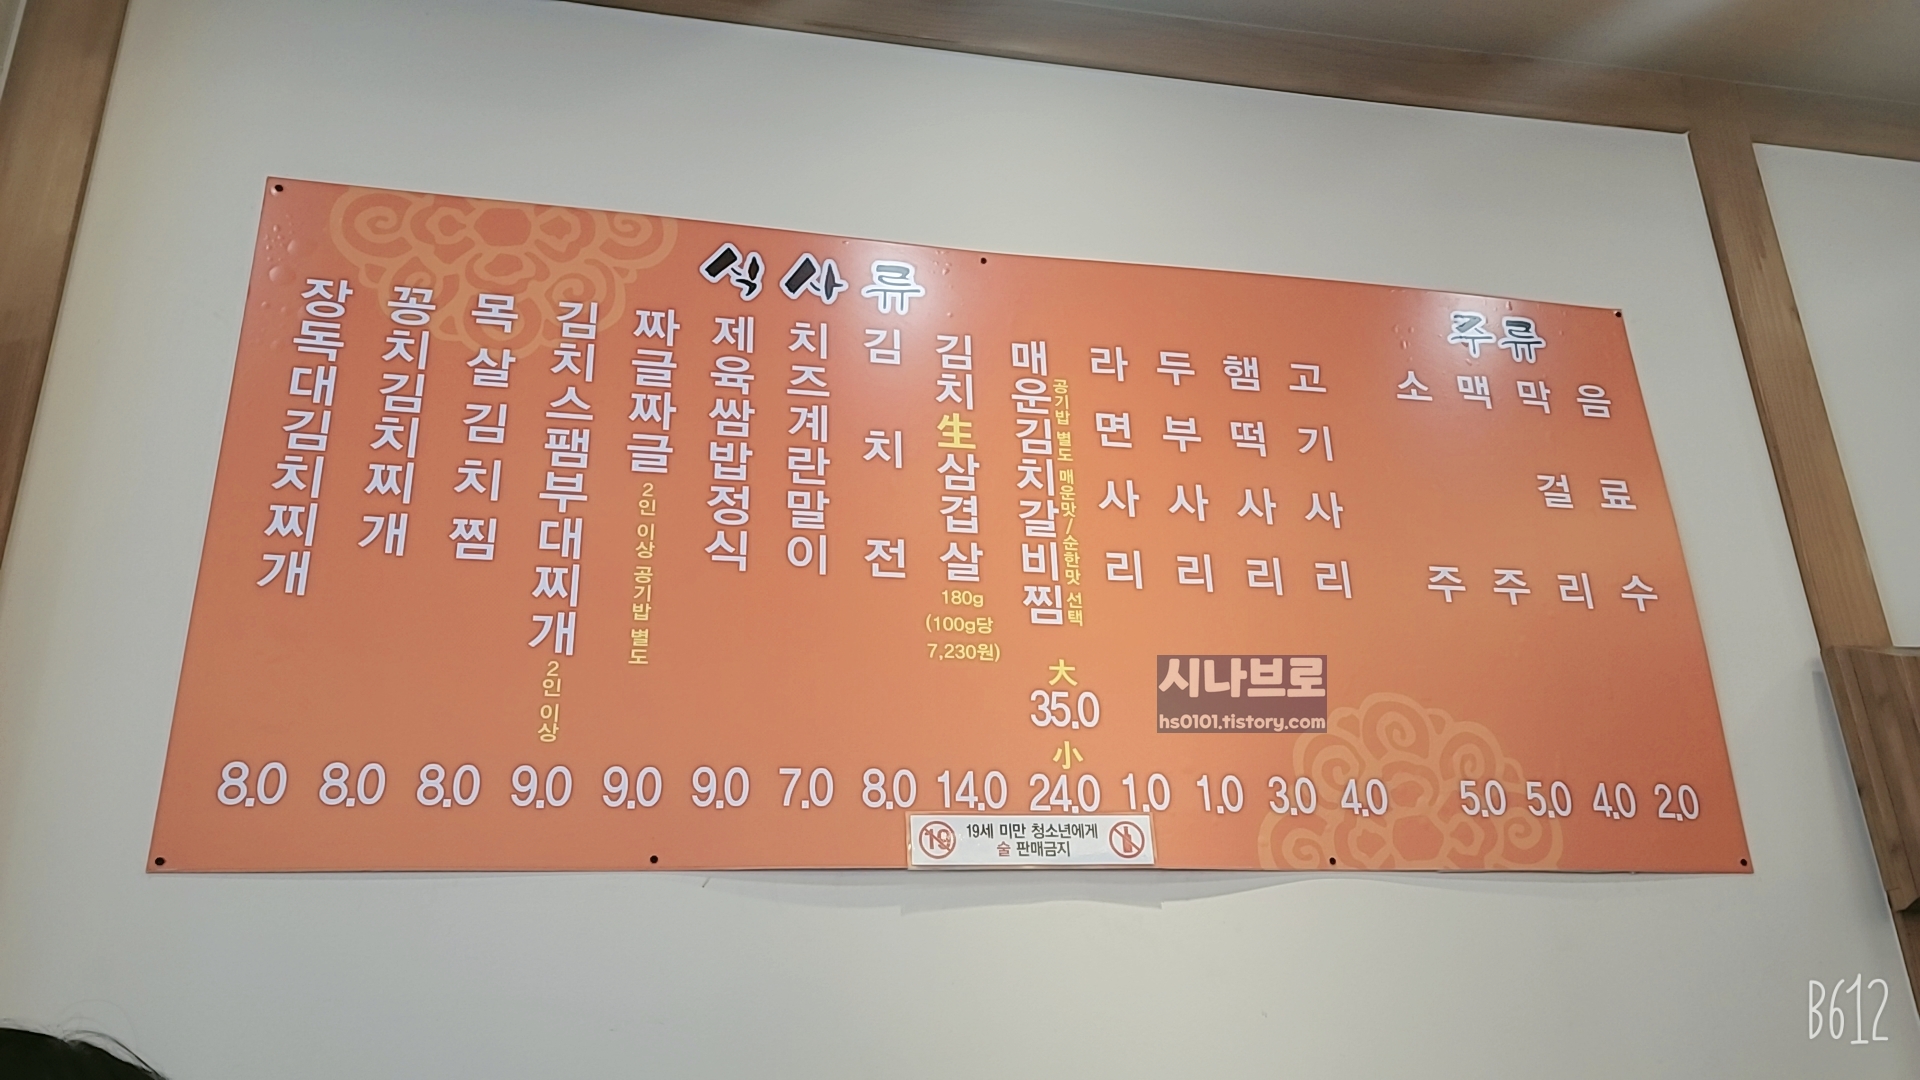 식사류
장독대김치찌개 8.0
꽁치김치찌개 8.0
목살김치찜 8.0
김치스팸부대찌개 2인 이상 9.0
짜글짜글 2인 이상 공기밥 별도 9.0
제육쌈밥정식 9.0
치즈계란말이 7.0
김치전 8.0
김치生삼겹살 180g (100g당 7,230원) 14.0
매운김치갈비찜 공기밥 별도 매운맛/순한맛 선택 大 35.0 小 24.0
라면사리 1.0
두부사리 1.0
햄떡사리 3.0
고기사리 4.0
주류
소주 5.0
맥주 5.0
막걸리 4.0
음료수 2.0
19세 미만 청소년에게
술 판매금지
시나브로
hs0101.tistory.com
B612